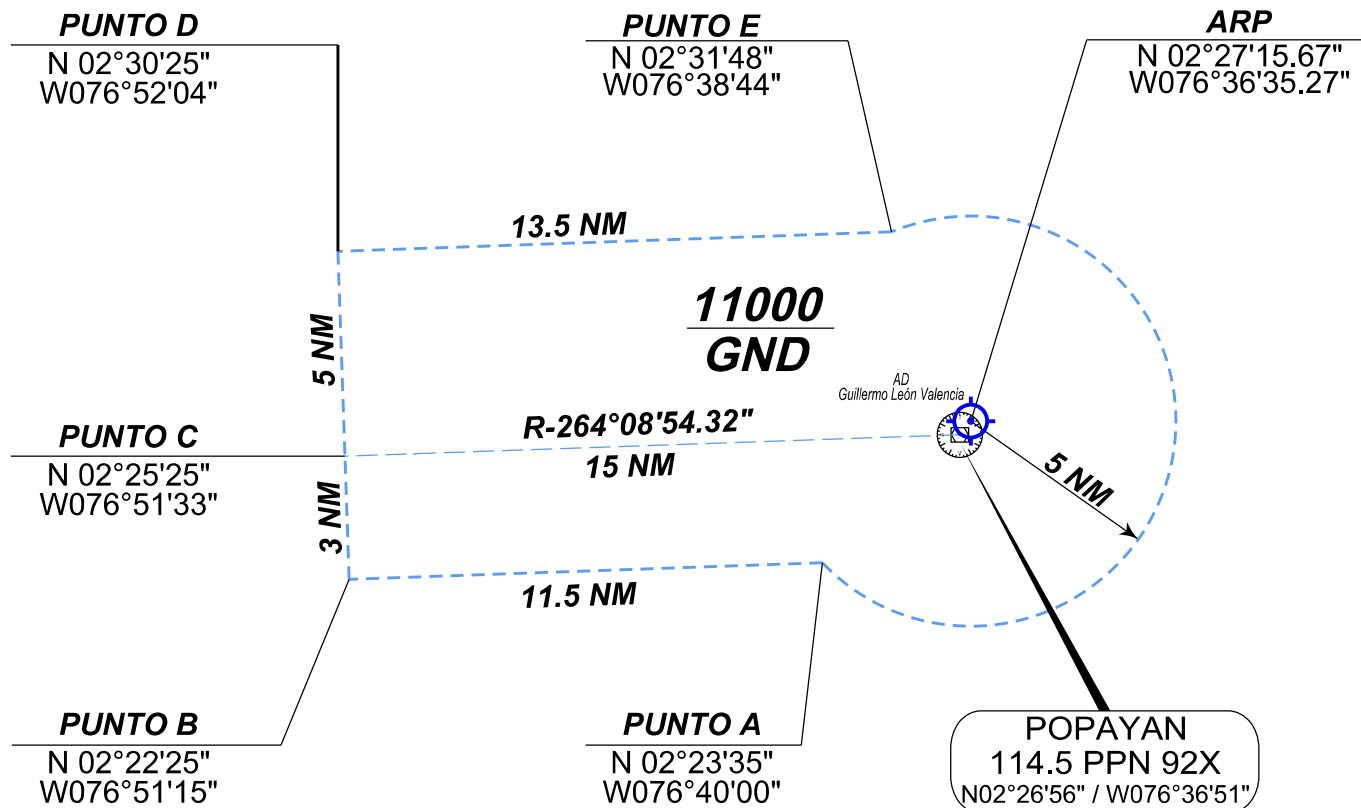 PUNTO D
N 02°30'25"
W076°52'04"
PUNTO E
N 02°31'48"
W076°38'44"
ARP
N 02°27'15.67"
W076°36'35.27"
13.5 NM
11000
GND
5 NM
AD
Guillermo León Valencia
R-264°08'54.32"
15 NM
5 NM
PUNTO C
N 02°25'25"
W076°51'33"
3 NM
11.5 NM
PUNTO B
N 02°22'25"
W076°51'15"
PUNTO A
N 02°23'35"
W076°40'00"
POPAYAN
114.5 PPN 92X
N02°26'56" / W076°36'51"